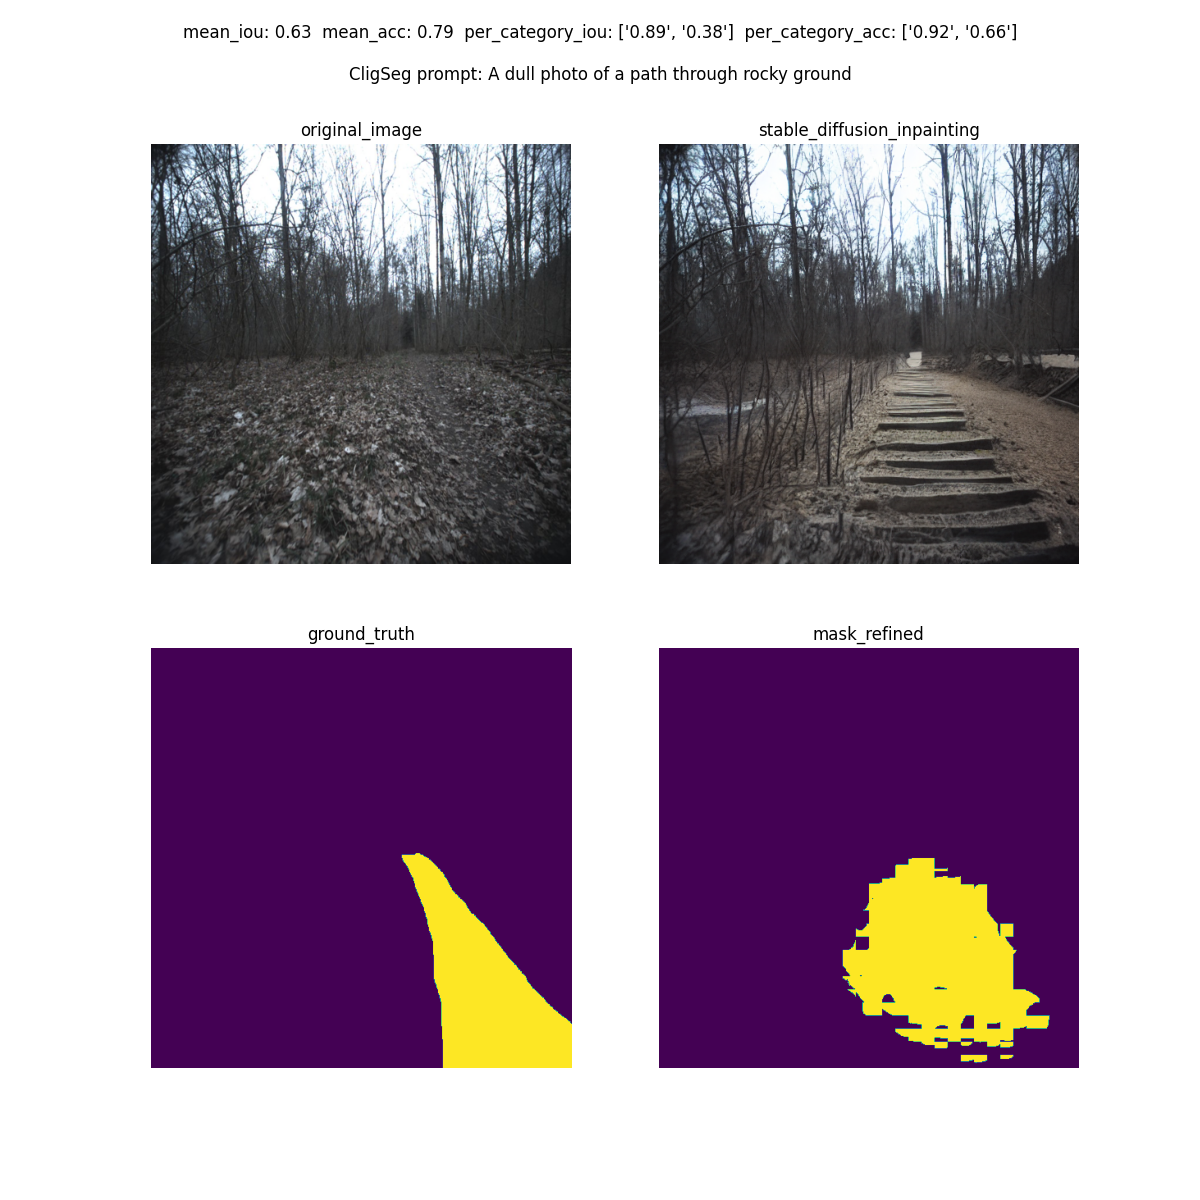 mean_iou: 0.63  mean_acc: 0.79  per_category_iou: ['0.89', '0.38']  per_category_acc: ['0.92', '0.66']
CligSeg prompt: A dull photo of a path through rocky ground
original_image
stable_diffusion_inpainting
ground_truth
mask_refined